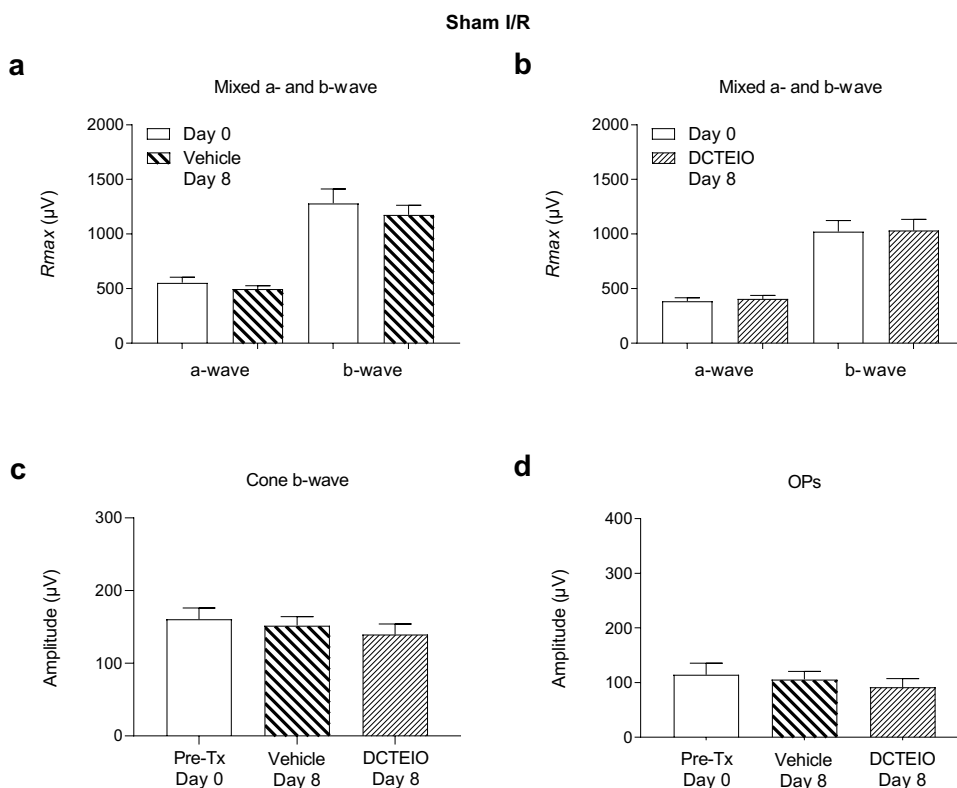 Sham I/R
a
Mixed a- and b-wave
2000
1500
1000
500
0
Rmax (µV)
Day 0
Vehicle
Day 8
a-wave
b-wave
b
Mixed a- and b-wave
2000
1500
1000
500
0
Rmax (µV)
Day 0
DCTEIO
Day 8
a-wave
b-wave
c
Cone b-wave
300
200
100
0
Amplitude (µV)
Pre-Tx Vehicle DCTEIO
Day 0 Day 8 Day 8
d
OPs
400
300
200
100
0
Amplitude (µV)
Pre-Tx Vehicle DCTEIO
Day 0 Day 8 Day 8